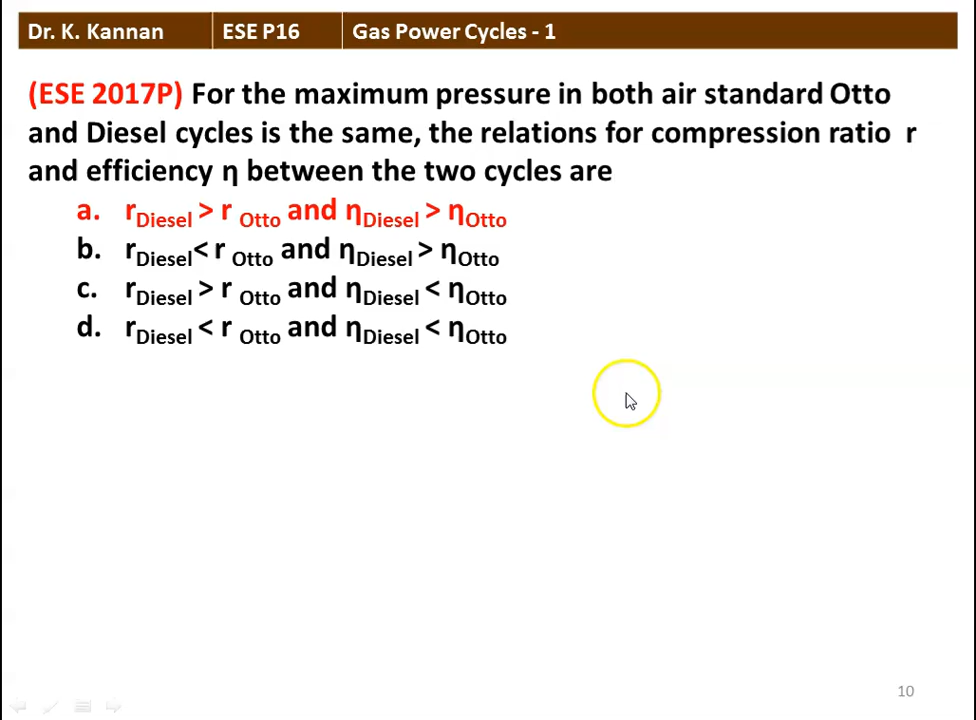 Dr. K. Kannan ESE P16 Gas Power Cycles - 1
(ESE 2017P) For the maximum pressure in both air standard Otto
and Diesel cycles is the same, the relations for compression ratio r
and efficiency η between the two cycles are
a. rDiesel > r Otto and ηDiesel > ηOtto
b. rDiesel < r Otto and ηDiesel > ηOtto
c. rDiesel > r Otto and ηDiesel < ηOtto
d. rDiesel < r Otto and ηDiesel < ηOtto
10